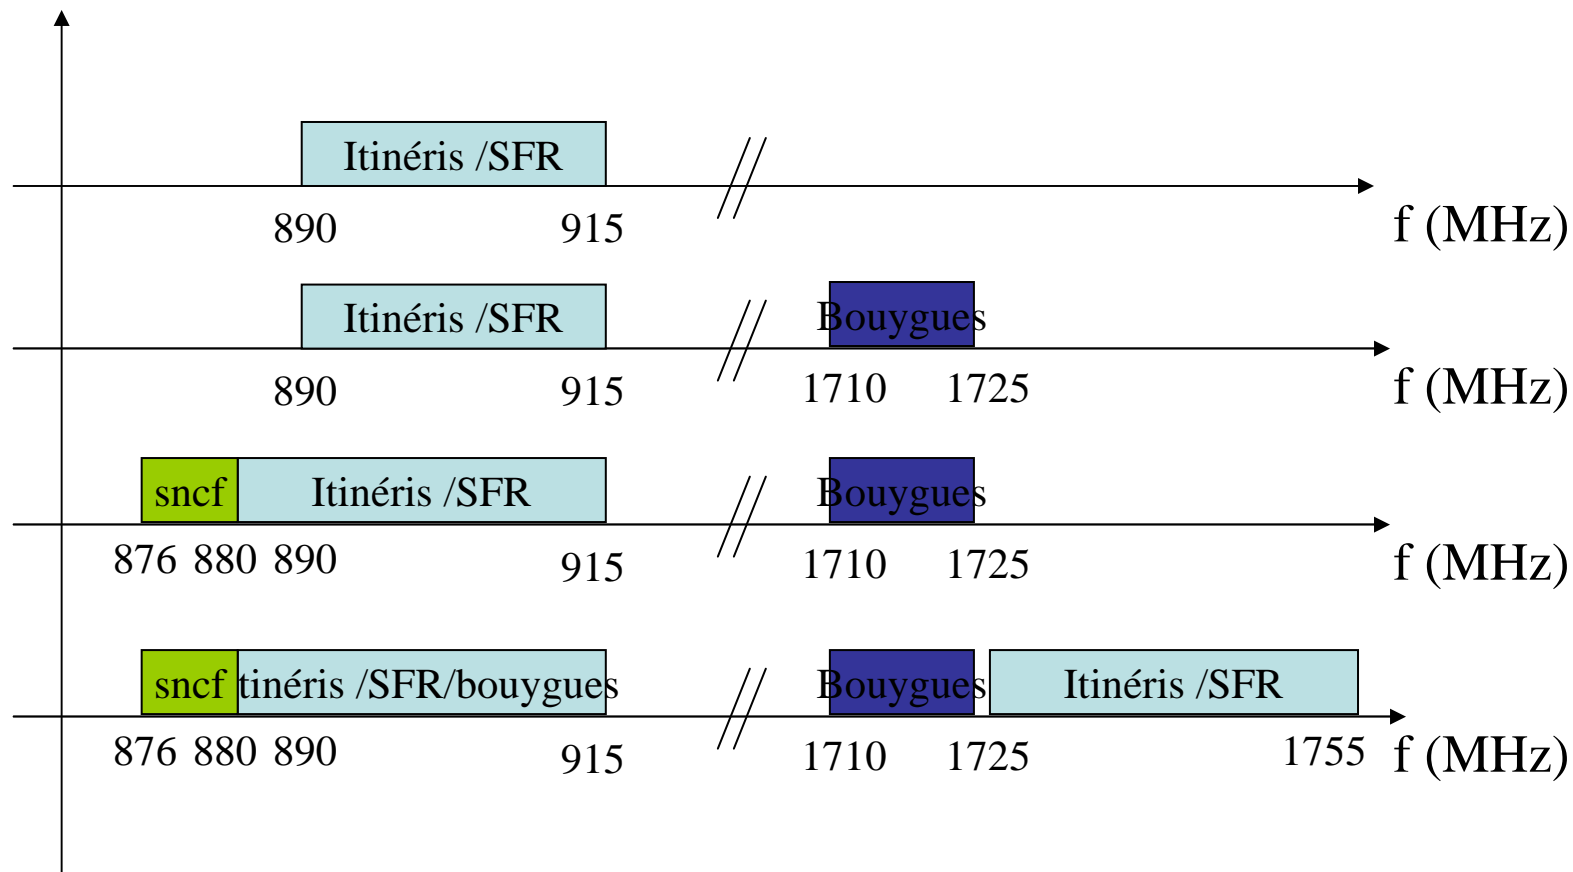 Itinéris /SFR
890 915 f (MHz)
Itinéris /SFR Bouygues
890 915 1710 1725 f (MHz)
sncf Itinéris /SFR Bouygues
876 880 890 915 1710 1725 f (MHz)
sncf tinéris /SFR/bouygues Bouygues Itinéris /SFR
876 880 890 915 1710 1725 1755 f (MHz)